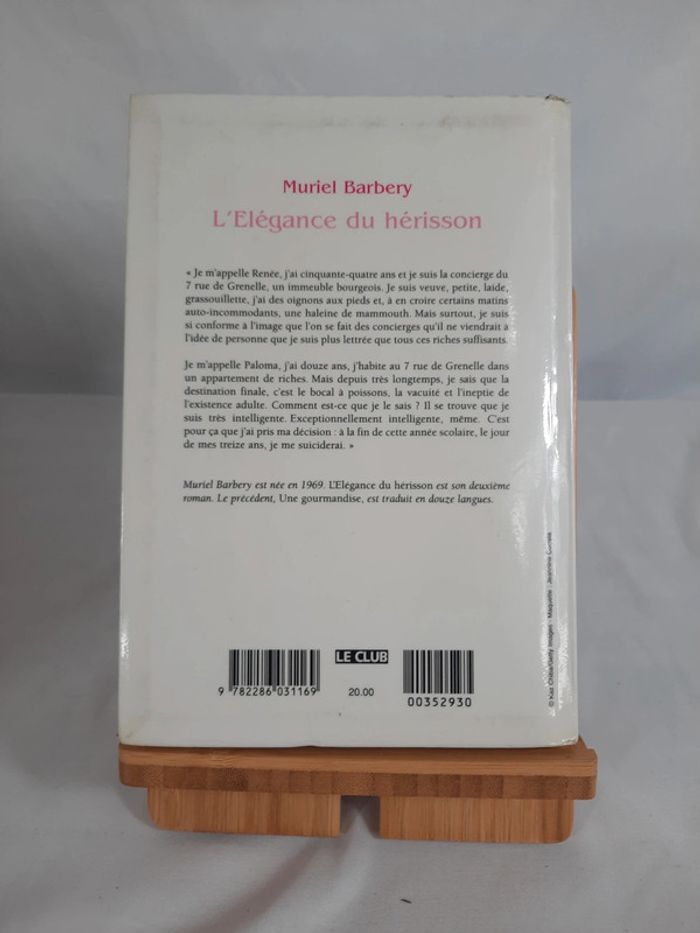 Muriel Barbery
L'Elégance du hérisson
« Je m'appelle Renée, j'ai cinquante-quatre ans et je suis la concierge du
7 rue de Grenelle, un immeuble bourgeois. Je suis veuve, petite, laide,
grassouillette, j'ai des oignons aux pieds et, à en croire certains matins
auto-incommodants, une haleine de mammouth. Mais surtout, je suis
si conforme à l'image que l'on se fait des concierges qu'il ne viendrait à
l'idée de personne que je suis plus lettrée que tous ces riches suffisants.
Je m'appelle Paloma, j'ai douze ans, j'habite au 7 rue de Grenelle dans
un appartement de riches. Mais depuis très longtemps, je sais que la
destination finale, c'est le bocal à poissons, la vacuité et l'ineptie de
l'existence adulte. Comment est-ce que je le sais ? Il se trouve que je
suis très intelligente. Exceptionnellement intelligente, même. C'est
pour ça que j'ai pris ma décision : à la fin de cette année scolaire, le jour
de mes treize ans, je me suiciderai. »
Muriel Barbery est née en 1969. L'Elégance du hérisson est son deuxième
roman. Le précédent, Une gourmandise, est traduit en douze langues.
© Kaz Chiba/Getty Images - Maquette : Jeannine
LE CLUB
9 782286 031169
20.00
00352930